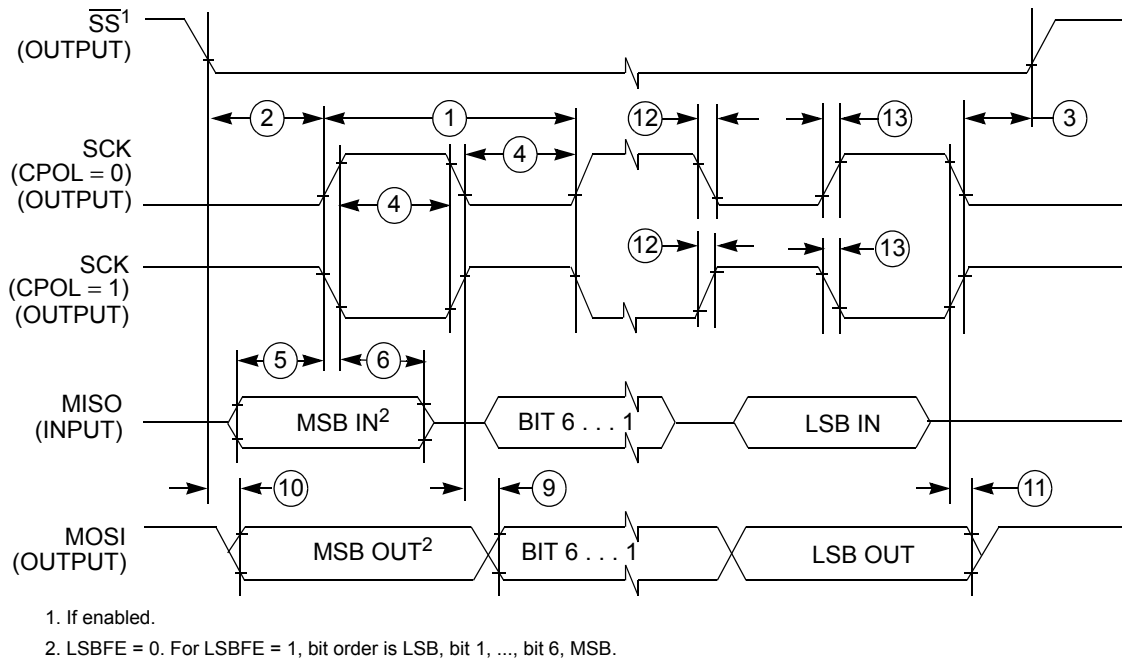 SS¹
(OUTPUT)
2
1
12
13
3
SCK
(CPOL = 0)
(OUTPUT)
4
4
12
13
SCK
(CPOL = 1)
(OUTPUT)
5
6
MISO
(INPUT)
MSB IN²
BIT 6 . . . 1
LSB IN
10
9
11
MOSI
(OUTPUT)
MSB OUT²
BIT 6 . . . 1
LSB OUT
1. If enabled.
2. LSBFE = 0. For LSBFE = 1, bit order is LSB, bit 1, ..., bit 6, MSB.